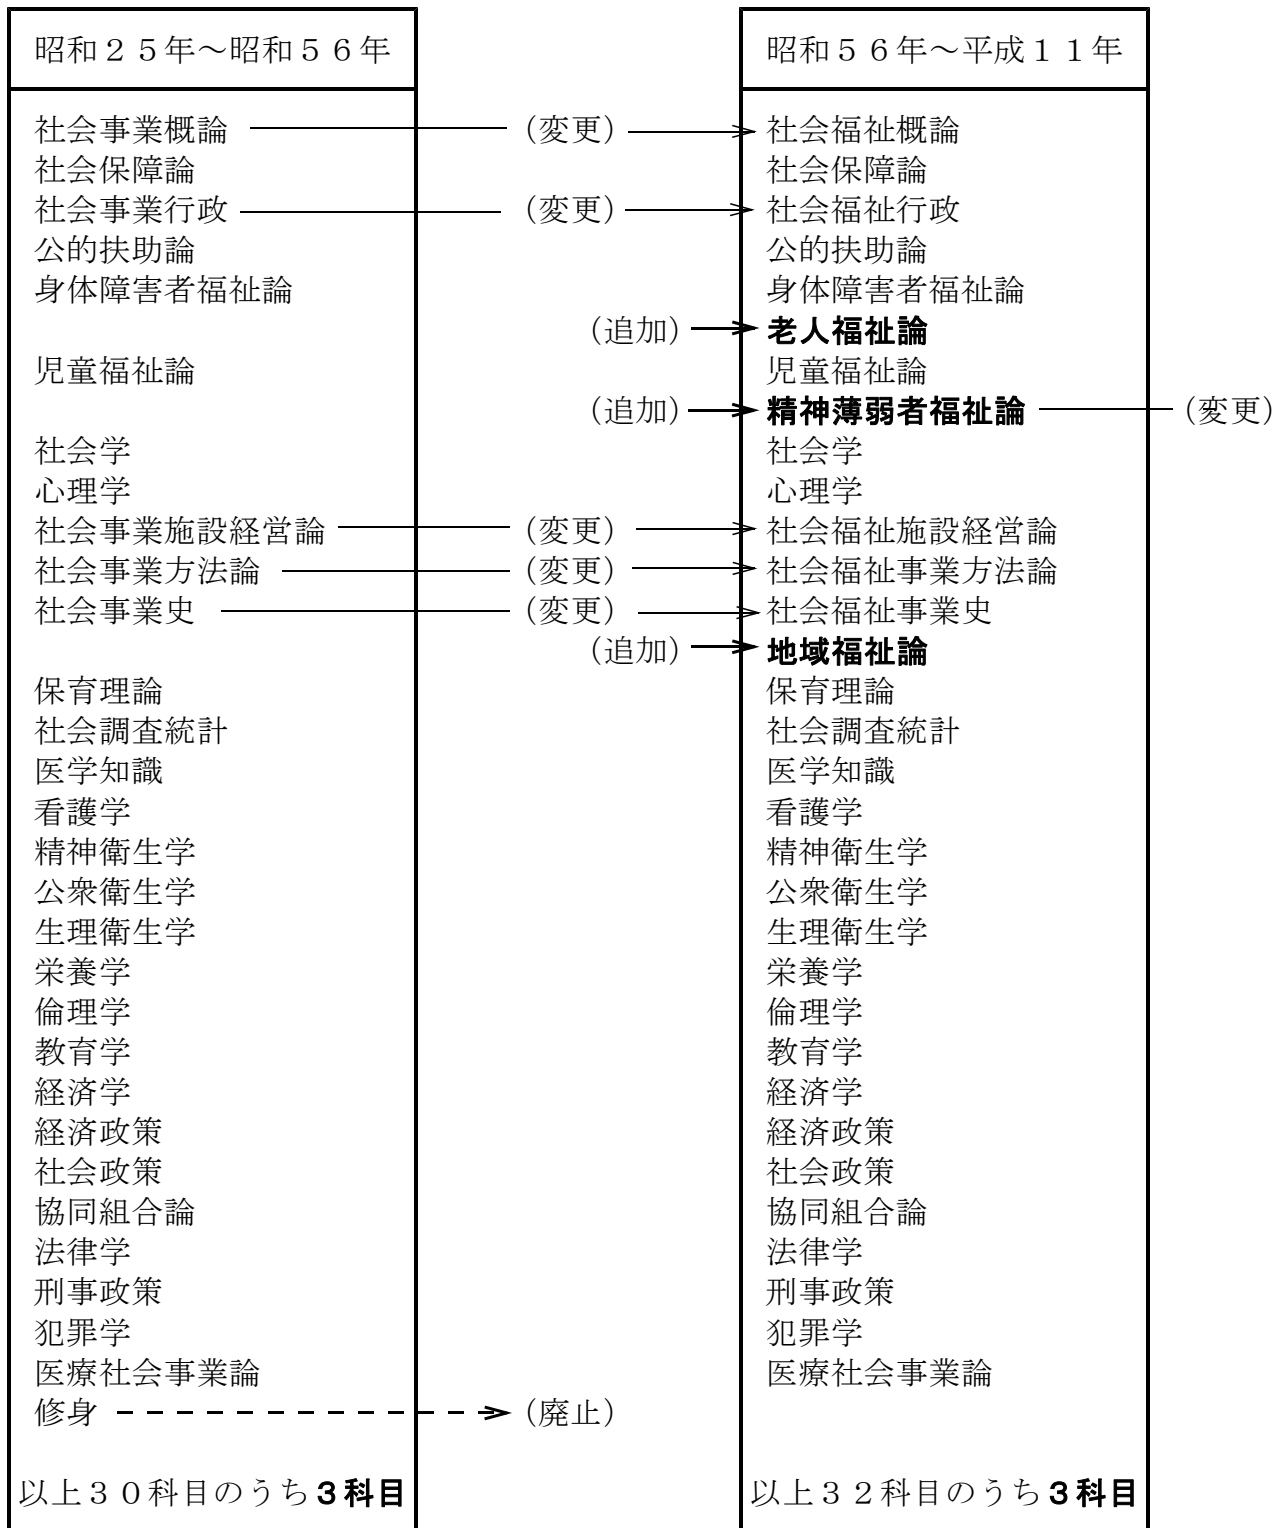 昭和２５年～昭和５６年　昭和５６年～平成１１年
社会事業概論　（変更）　社会福祉概論
社会保障論　社会保障論
社会事業行政　（変更）　社会福祉行政
公的扶助論　公的扶助論
身体障害者福祉論　身体障害者福祉論
（追加）　老人福祉論
児童福祉論　児童福祉論
（追加）　精神薄弱者福祉論　（変更）
社会学　社会学
心理学　心理学
社会事業施設経営論　（変更）　社会福祉施設経営論
社会事業方法論　（変更）　社会福祉事業方法論
社会事業史　（変更）　社会福祉事業史
（追加）　地域福祉論
保育理論　保育理論
社会調査統計　社会調査統計
医学知識　医学知識
看護学　看護学
精神衛生学　精神衛生学
公衆衛生学　公衆衛生学
生理衛生学　生理衛生学
栄養学　栄養学
倫理学　倫理学
教育学　教育学
経済学　経済学
経済政策　経済政策
社会政策　社会政策
協同組合論　協同組合論
法律学　法律学
刑事政策　刑事政策
犯罪学　犯罪学
医療社会事業論　医療社会事業論
修身　（廃止）
以上３０科目のうち３科目　以上３２科目のうち３科目